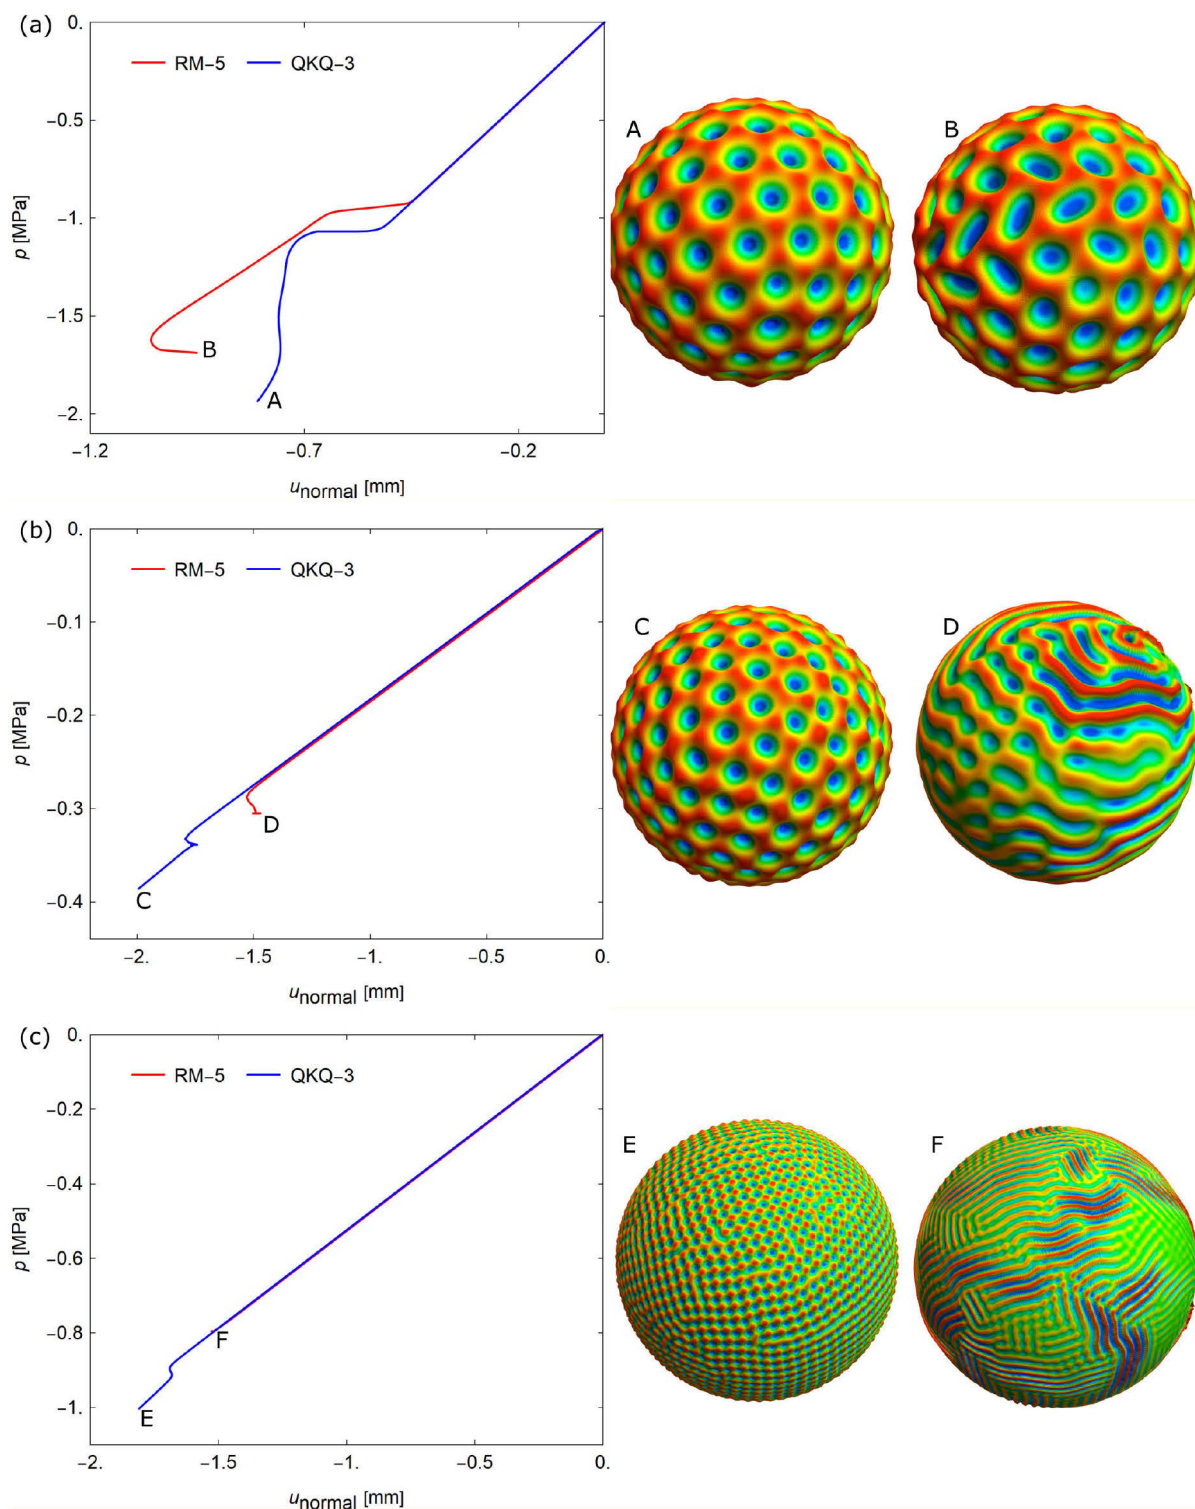 (a)
0.
RM−5 QKQ−3
−0.5
A B
p [MPa]
−1.0
−1.5
B
−2.
A
−1.2 −0.7 −0.2
unormal [mm]
(b)
0.
RM−5 QKQ−3
−0.1
C D
p [MPa]
−0.2
−0.3
D
C
−0.4
−2. −1.5 −1. −0.5 0.
unormal [mm]
(c)
0.
RM−5 QKQ−3
−0.2
E F
p [MPa]
−0.4
−0.6
−0.8
F
−1.
E
−2. −1.5 −1. −0.5 0.
unormal [mm]